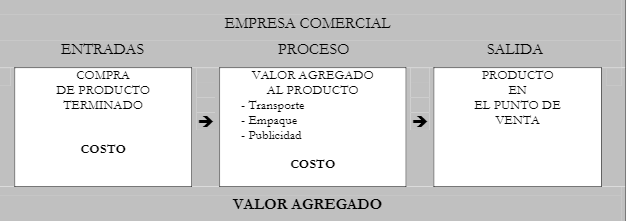 EMPRESA COMERCIAL
ENTRADAS
PROCESO
SALIDA
COMPRA
DE PRODUCTO
TERMINADO
COSTO
VALOR AGREGADO
AL PRODUCTO
- Transporte
- Empaque
- Publicidad
COSTO
PRODUCTO
EN
EL PUNTO DE
VENTA
VALOR AGREGADO